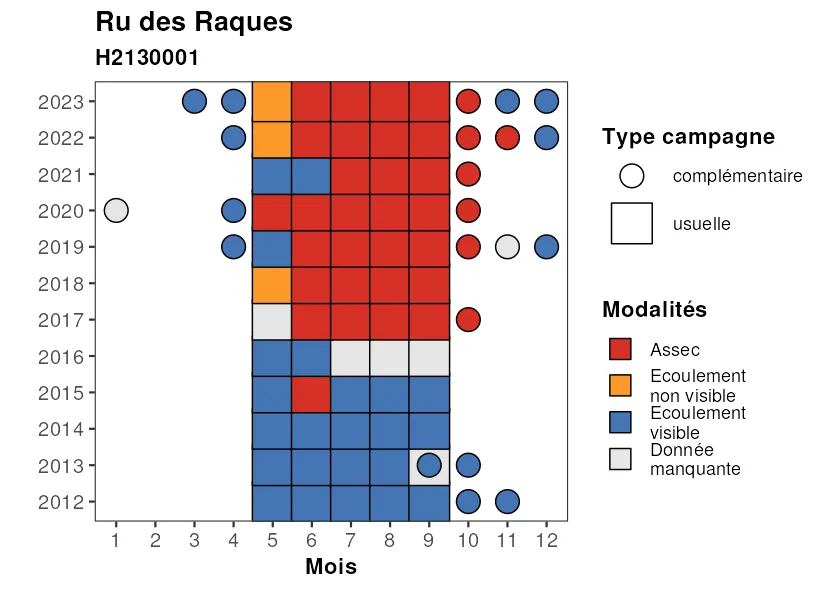 Ru des Raques
H2130001
2023
2022
2021
2020
2019
2018
2017
2016
2015
2014
2013
2012
1 2 3 4 5 6 7 8 9 10 11 12
Mois
Type campagne
complémentaire
usuelle
Modalités
Assec
Ecoulement
non visible
Ecoulement
visible
Donnée
manquante